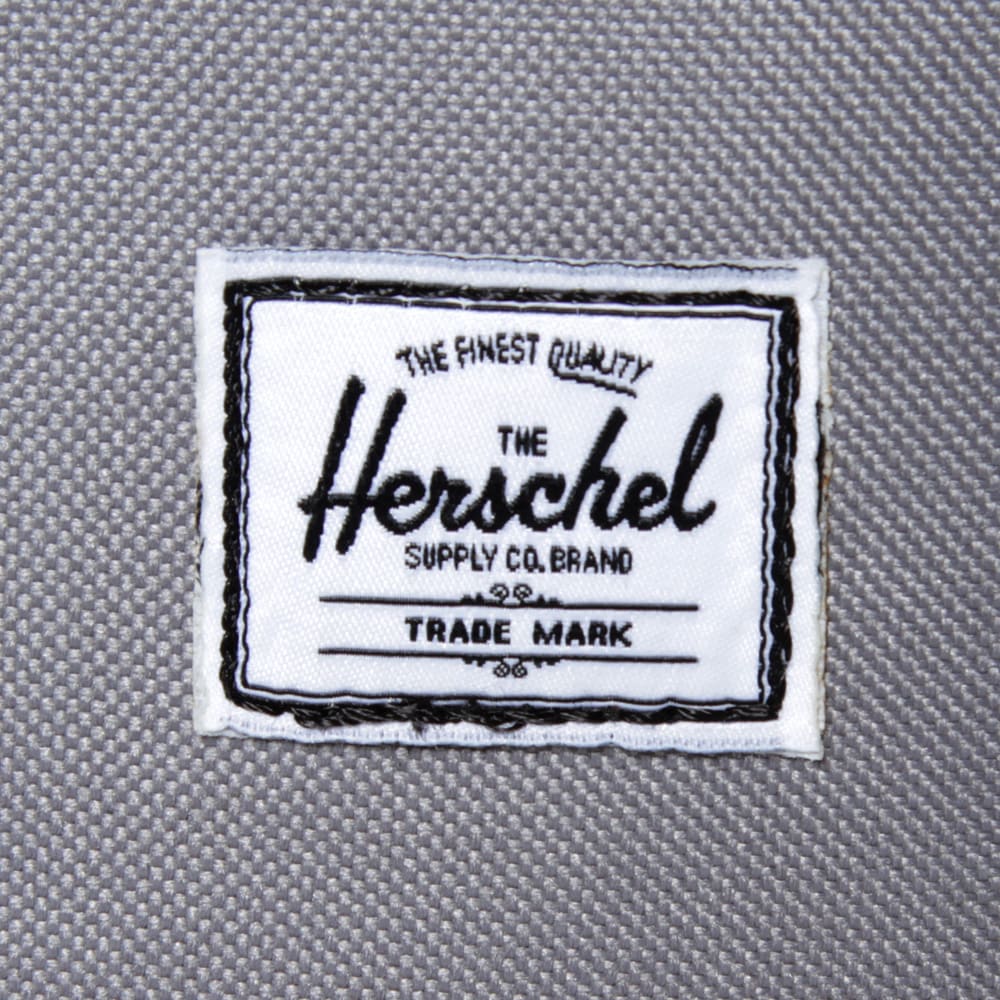 THE FINEST QUALITY
THE
Herschel
SUPPLY CO. BRAND
TRADE MARK